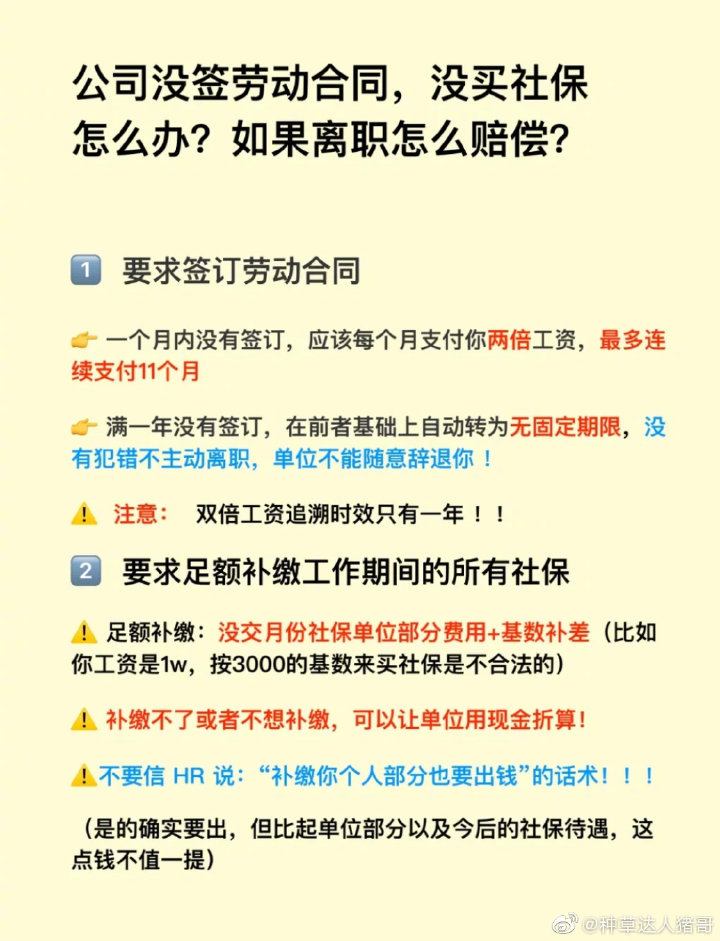 公司没签劳动合同，没买社保
怎么办？如果离职怎么赔偿？
1 要求签订劳动合同
👉 一个月内没有签订，应该每个月支付你两倍工资，最多连
续支付11个月
👉 满一年没有签订，在前者基础上自动转为无固定期限，没
有犯错不主动离职，单位不能随意辞退你！
⚠️ 注意： 双倍工资追溯时效只有一年！！
2 要求足额补缴工作期间的所有社保
⚠️ 足额补缴：没交月份社保单位部分费用+基数补差（比如
你工资是1w，按3000的基数来买社保是不合法的）
⚠️ 补缴不了或者不想补缴，可以让单位用现金折算！
⚠️不要信 HR 说：“补缴你个人部分也要出钱”的话术！！！
（是的确实要出，但比起单位部分以及今后的社保待遇，这
点钱不值一提）
@种草达人猪哥